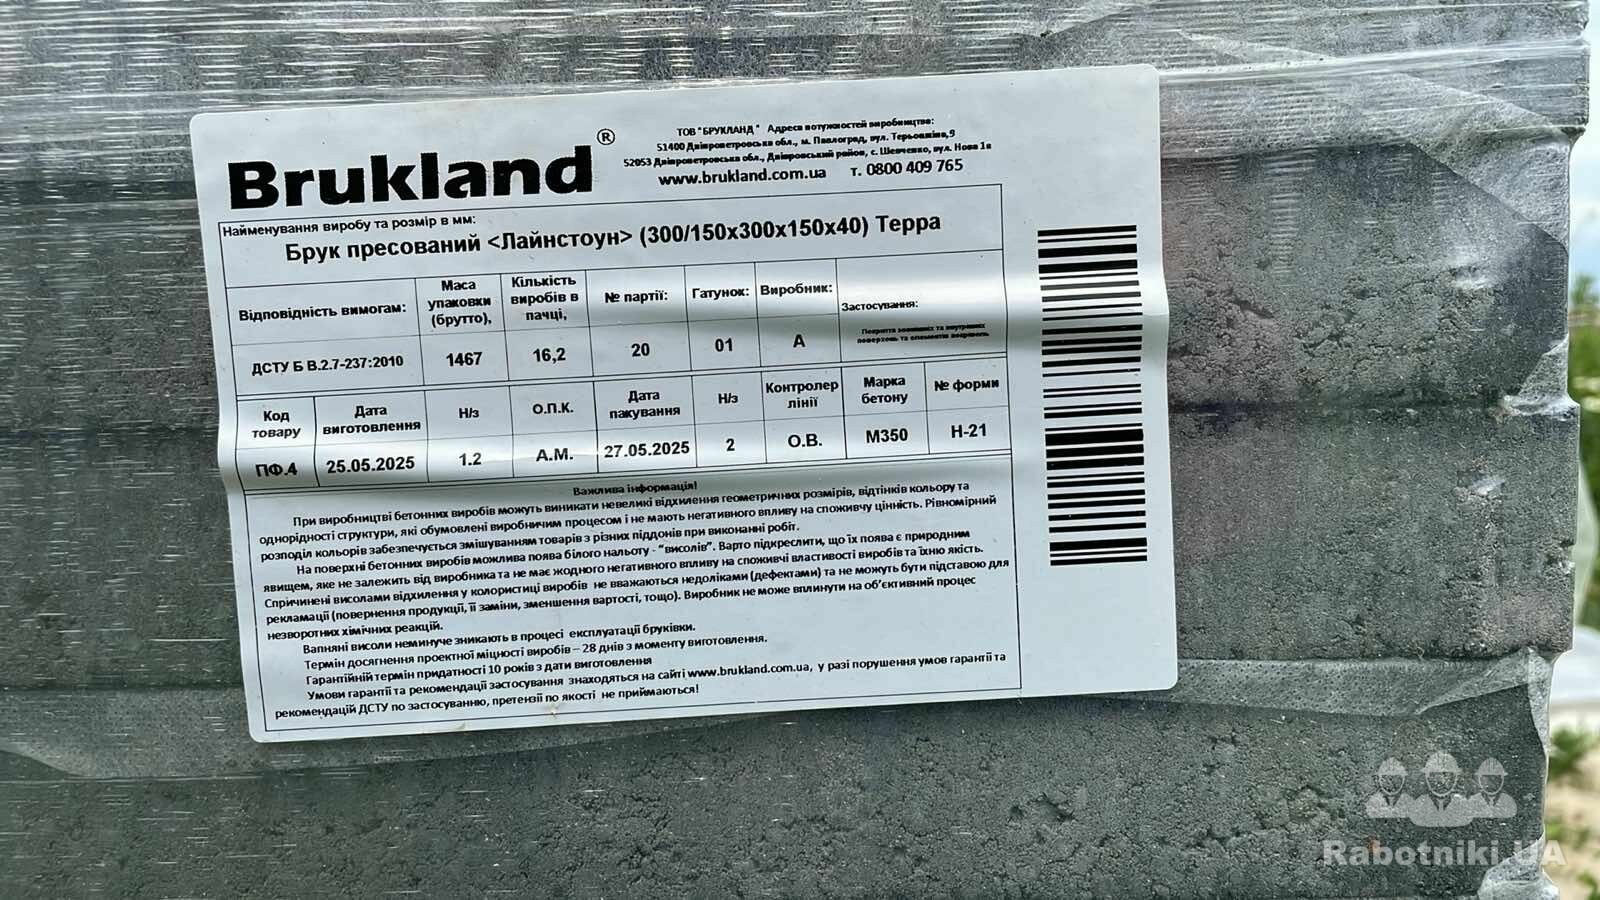 Brukland®
ТОВ "БРУКЛАНД" Адреса потужностей виробництва:
51400 Дніпропетровська обл., м. Павлоград, вул. Терьошкіна,9
52053 Дніпропетровська обл., Дніпровський район, с. Шевченко, вул. Нова 1а
www.brukland.com.ua т. 0800 409 765
Найменування виробу та розмір в мм:
Брук пресований <Лайнстоун> (300/150х300х150х40) Терра
Відповідність вимогам:
Маса
упаковки
(брутто),
Кількість
виробів в
пачці,
№ партії:
Гатунок:
Виробник:
Застосування:
ДСТУ Б В.2.7-237:2010
1467
16,2
20
01
А
Покриття зовнішніх та внутрішніх
поверхонь та елементів покрівель
Код
товару
Дата
виготовлення
Н/з
О.П.К.
Дата
пакування
Н/з
Контролер
лінії
Марка
бетону
№ форми
ПФ.4
25.05.2025
1.2
А.М.
27.05.2025
2
О.В.
М350
Н-21
Важлива інформація!
При виробництві бетонних виробів можуть виникати невеликі відхилення геометричних розмірів, відтінків кольору та
однорідності структури, які обумовлені виробничим процесом і не мають негативного впливу на споживчу цінність. Рівномірний
розподіл кольорів забезпечується змішуванням товарів з різних піддонів при виконанні робіт.
На поверхні бетонних виробів можлива поява білого нальоту - “висолів”. Варто підкреслити, що їх поява є природним
явищем, яке не залежить від виробника та не має жодного негативного впливу на споживчі властивості виробів та їхню якість.
Спричинені висолами відхилення у колористиці виробів не вважаються недоліками (дефектами) та не можуть бути підставою для
рекламації (повернення продукції, її заміни, зменшення вартості, тощо). Виробник не може вплинути на об’єктивний процес
незворотних хімічних реакцій.
Вапняні висоли неминуче зникають в процесі експлуатації бруківки.
Термін досягнення проектної міцності виробів – 28 днів з моменту виготовлення.
Гарантійній термін придатності 10 років з дати виготовлення
Умови гарантії та рекомендації застосування знаходяться на сайті www.brukland.com.ua, у разі порушення умов гарантії та
рекомендацій ДСТУ по застосуванню, претензії по якості не приймаються!
Rabotniki.UA